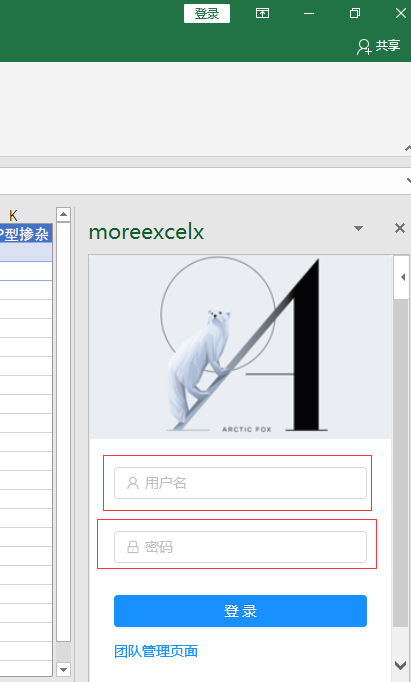 登录
共享
K
P型掺杂
moreexcelx
ARCTIC FOX
用户名
密码
登 录
团队管理页面